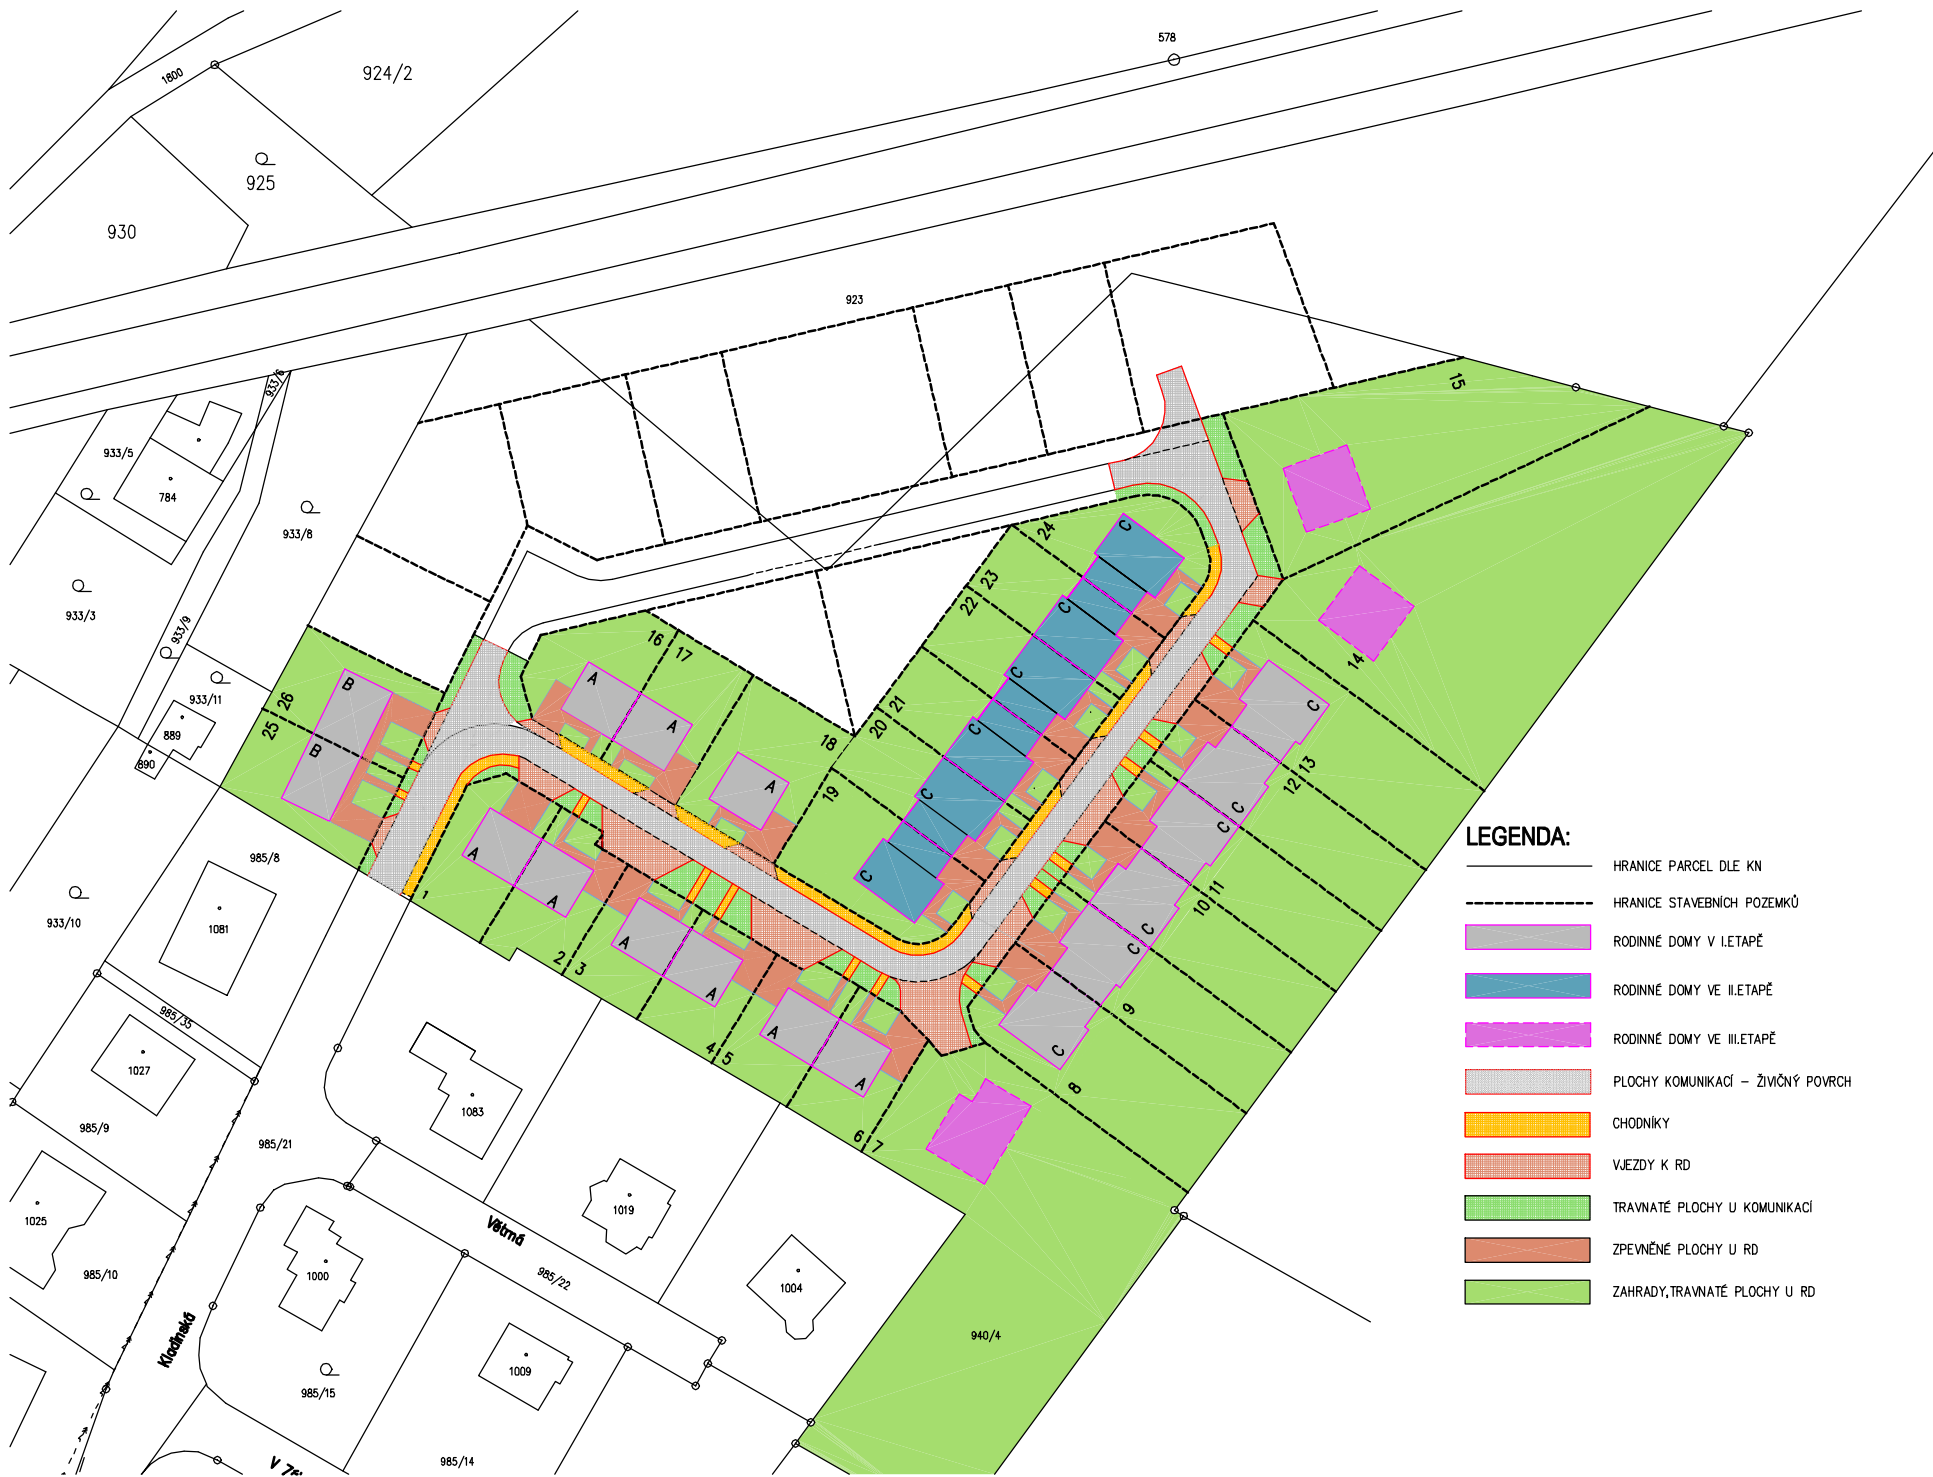 578
924/2
1800
925
930
923
933/6
933/5
784
933/8
933/3
933/9
933/11
889
890
933/10
985/8
1081
985/35
1027
985/9
985/21
1083
1025
985/10
1000
1019
1004
Větrná
985/22
Kladinská
985/15
1009
985/14
940/4
15
14
24
23
22
21
20
19
18
17
16
26
25
1
2
3
4
5
6
7
8
9
10
11
12
13
B
B
A
A
A
A
A
A
A
A
A
C
C
C
C
C
C
C
C
C
C
C
C
LEGENDA:
HRANICE PARCEL DLE KN
HRANICE STAVEBNÍCH POZEMKŮ
RODINNÉ DOMY V I.ETAPĚ
RODINNÉ DOMY VE II.ETAPĚ
RODINNÉ DOMY VE III.ETAPĚ
PLOCHY KOMUNIKACÍ – ŽIVIČNÝ POVRCH
CHODNÍKY
VJEZDY K RD
TRAVNATÉ PLOCHY U KOMUNIKACÍ
ZPEVNĚNÉ PLOCHY U RD
ZAHRADY,TRAVNATÉ PLOCHY U RD